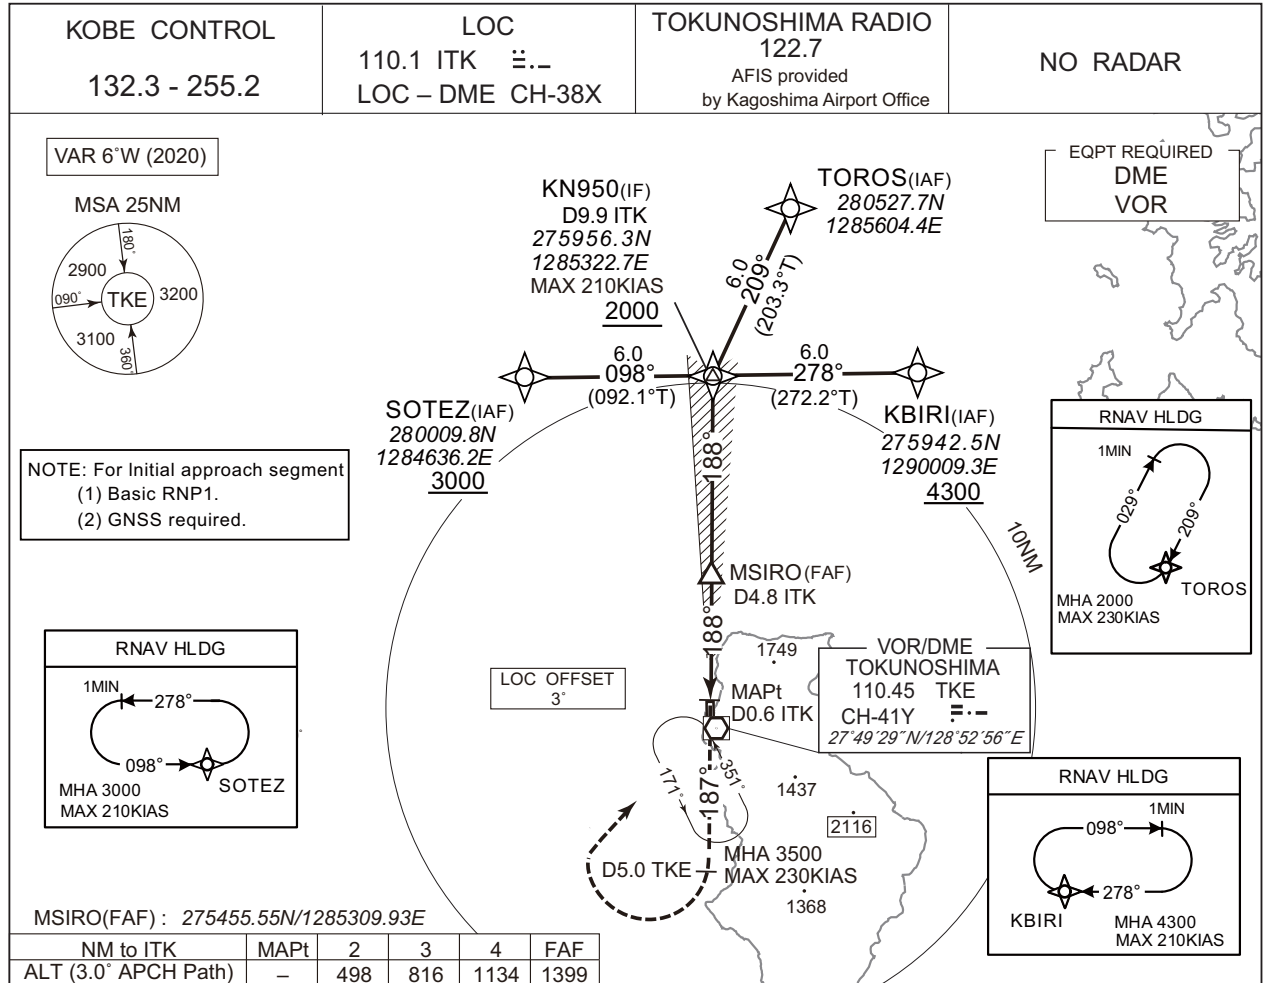 KOBE CONTROL
132.3 - 255.2
LOC
110.1 ITK
LOC – DME CH-38X
TOKUNOSHIMA RADIO
122.7
AFIS provided
by Kagoshima Airport Office
NO RADAR
VAR 6°W (2020)
MSA 25NM
180°
2900
090°
TKE
3200
3100
360°
EQPT REQUIRED
DME
VOR
KN950(IF)
D9.9 ITK
275956.3N
1285322.7E
MAX 210KIAS
2000
TOROS(IAF)
280527.7N
1285604.4E
6.0
209°
(203.3°T)
6.0
098°
(092.1°T)
6.0
278°
(272.2°T)
SOTEZ(IAF)
280009.8N
1284636.2E
3000
KBIRI(IAF)
275942.5N
1290009.3E
4300
NOTE: For Initial approach segment
(1) Basic RNP1.
(2) GNSS required.
188°
10NM
RNAV HLDG
1MIN
029°
209°
TOROS
MHA 2000
MAX 230KIAS
MSIRO(FAF)
D4.8 ITK
188°
1749
VOR/DME
TOKUNOSHIMA
110.45 TKE
CH-41Y
27°49´29˝N/128°52´56˝E
LOC OFFSET
3°
MAPt
D0.6 ITK
RNAV HLDG
1MIN
278°
098°
SOTEZ
MHA 3000
MAX 210KIAS
171°
351°
187°
1437
2116
D5.0 TKE
MHA 3500
MAX 230KIAS
1368
RNAV HLDG
1MIN
098°
278°
KBIRI
MHA 4300
MAX 210KIAS
MSIRO(FAF) : 275455.55N/1285309.93E
NM to ITK MAPt 2 3 4 FAF
ALT (3.0° APCH Path) – 498 816 1134 1399